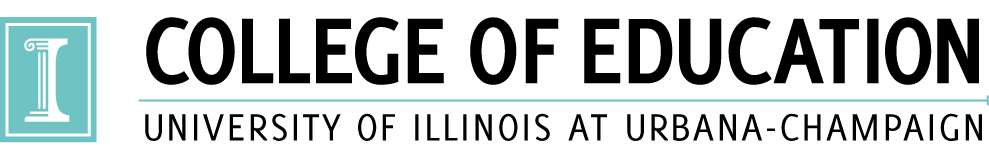 COLLEGE OF EDUCATION
UNIVERSITY OF ILLINOIS AT URBANA-CHAMPAIGN